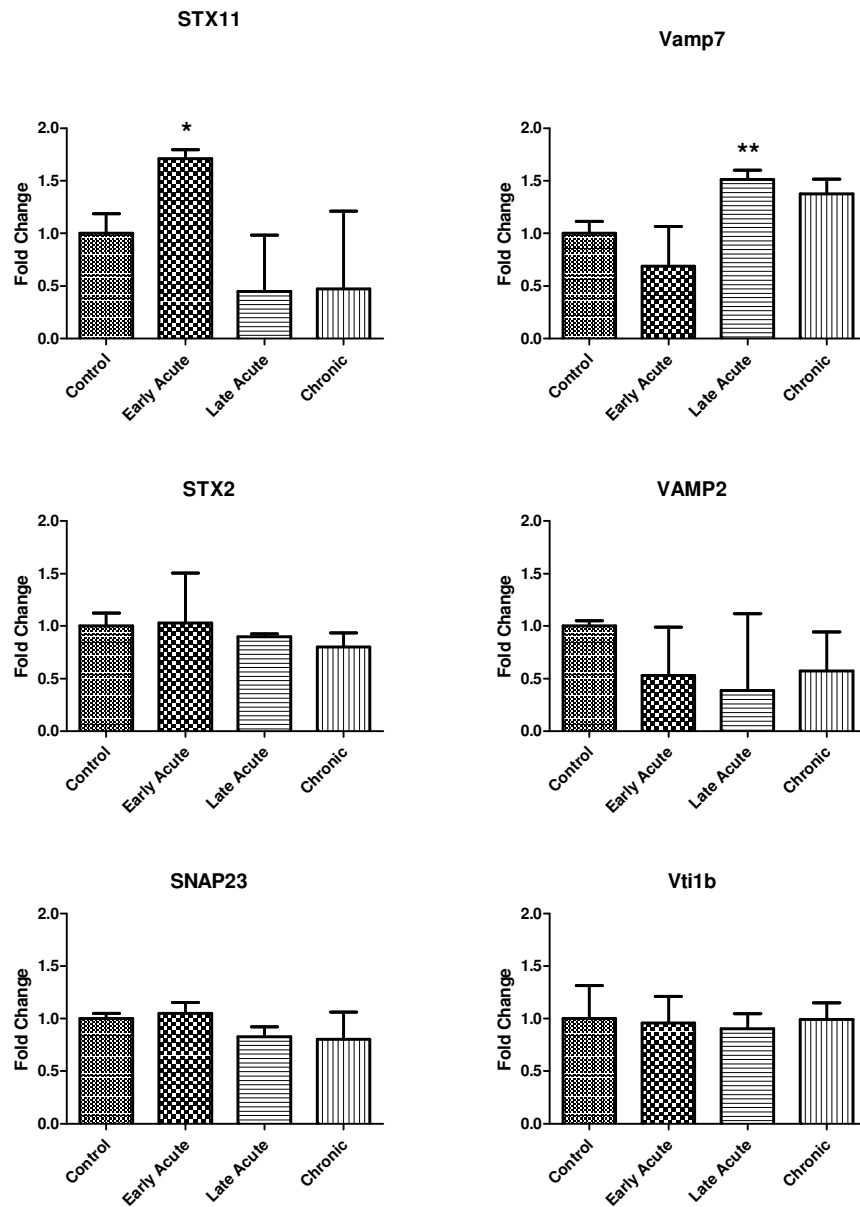 STX11
Fold Change
2.0
1.5
1.0
0.5
0.0
*
Control
Early Acute
Late Acute
Chronic
Vamp7
Fold Change
2.0
1.5
1.0
0.5
0.0
**
Control
Early Acute
Late Acute
Chronic
STX2
Fold Change
2.0
1.5
1.0
0.5
0.0
Control
Early Acute
Late Acute
Chronic
VAMP2
Fold Change
2.0
1.5
1.0
0.5
0.0
Control
Early Acute
Late Acute
Chronic
SNAP23
Fold Change
2.0
1.5
1.0
0.5
0.0
Control
Early Acute
Late Acute
Chronic
Vti1b
Fold Change
2.0
1.5
1.0
0.5
0.0
Control
Early Acute
Late Acute
Chronic